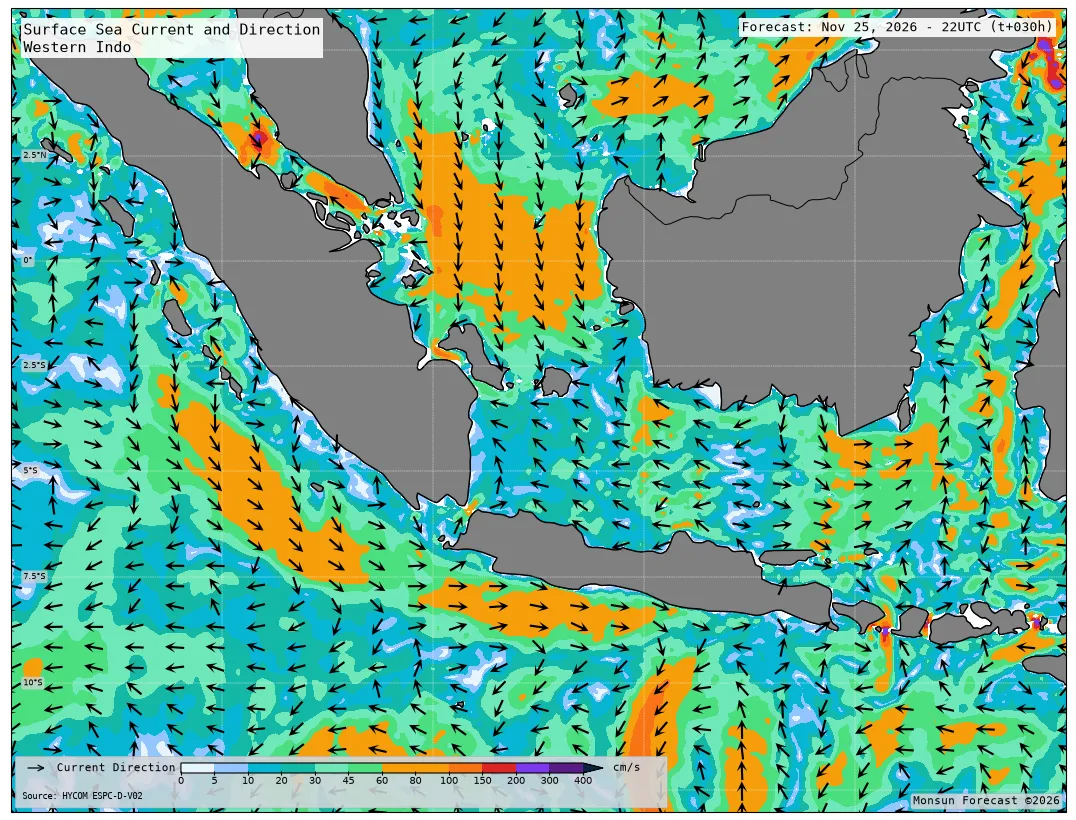 Surface Sea Current and Direction
Western Indo
Forecast: Nov 25, 2026 - 22UTC (t+030h)
2.5°N
0°
2.5°S
5°S
7.5°S
10°S
Current Direction
0 5 10 20 30 45 60 80 100 150 200 300 400 cm/s
Source: HYCOM ESPC-D-V02
Monsun Forecast ©2026